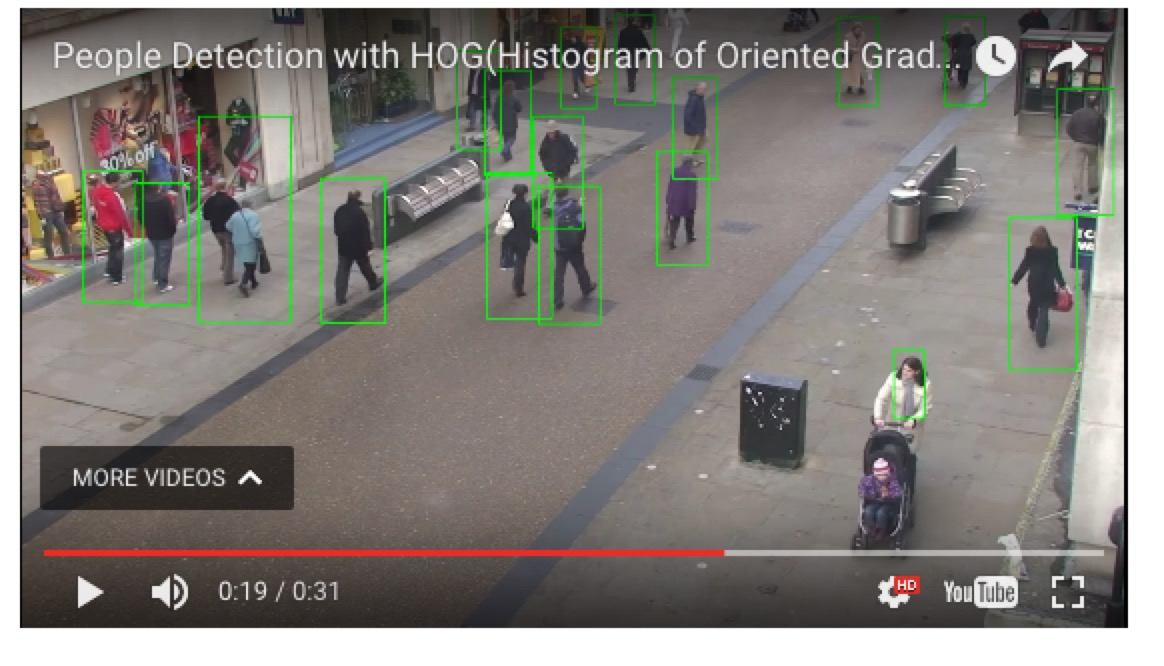 People Detection with HOG(Histogram of Oriented Grad...
30% off
MORE VIDEOS
0:19 / 0:31
HD
YouTube